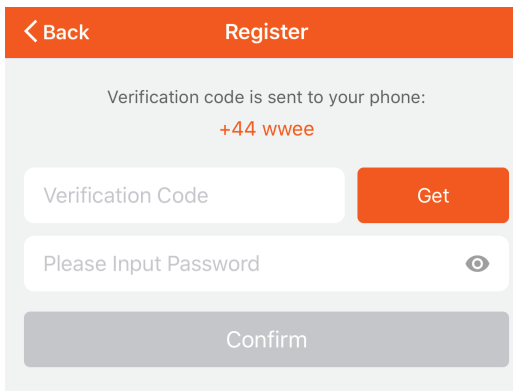 Back Register
Verification code is sent to your phone:
+44 wwee
Verification Code Get
Please Input Password
Confirm